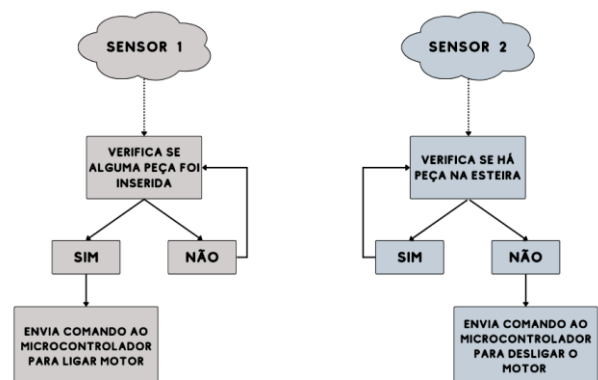 SENSOR 1
VERIFICA SE
ALGUMA PEÇA FOI
INSERIDA
SIM
NÃO
ENVIA COMANDO AO
MICROCONTROLADOR
PARA LIGAR MOTOR
SENSOR 2
VERIFICA SE HÁ
PEÇA NA ESTEIRA
SIM
NÃO
ENVIA COMANDO AO
MICROCONTROLADOR
PARA DESLIGAR O
MOTOR